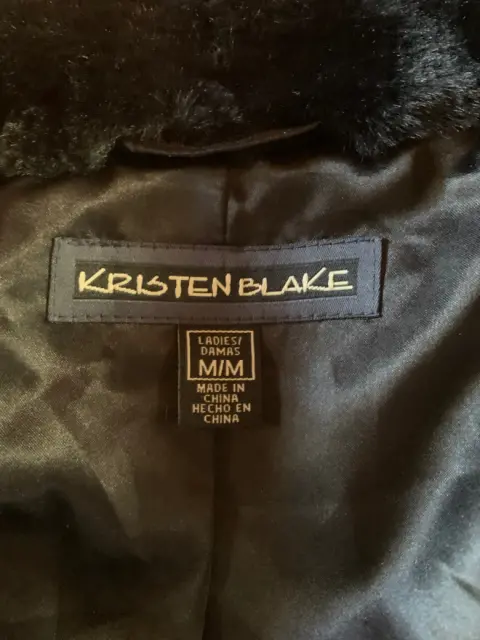 KRISTEN BLAKE
LADIES/
DAMAS
M/M
MADE IN
CHINA
HECHO EN
CHINA